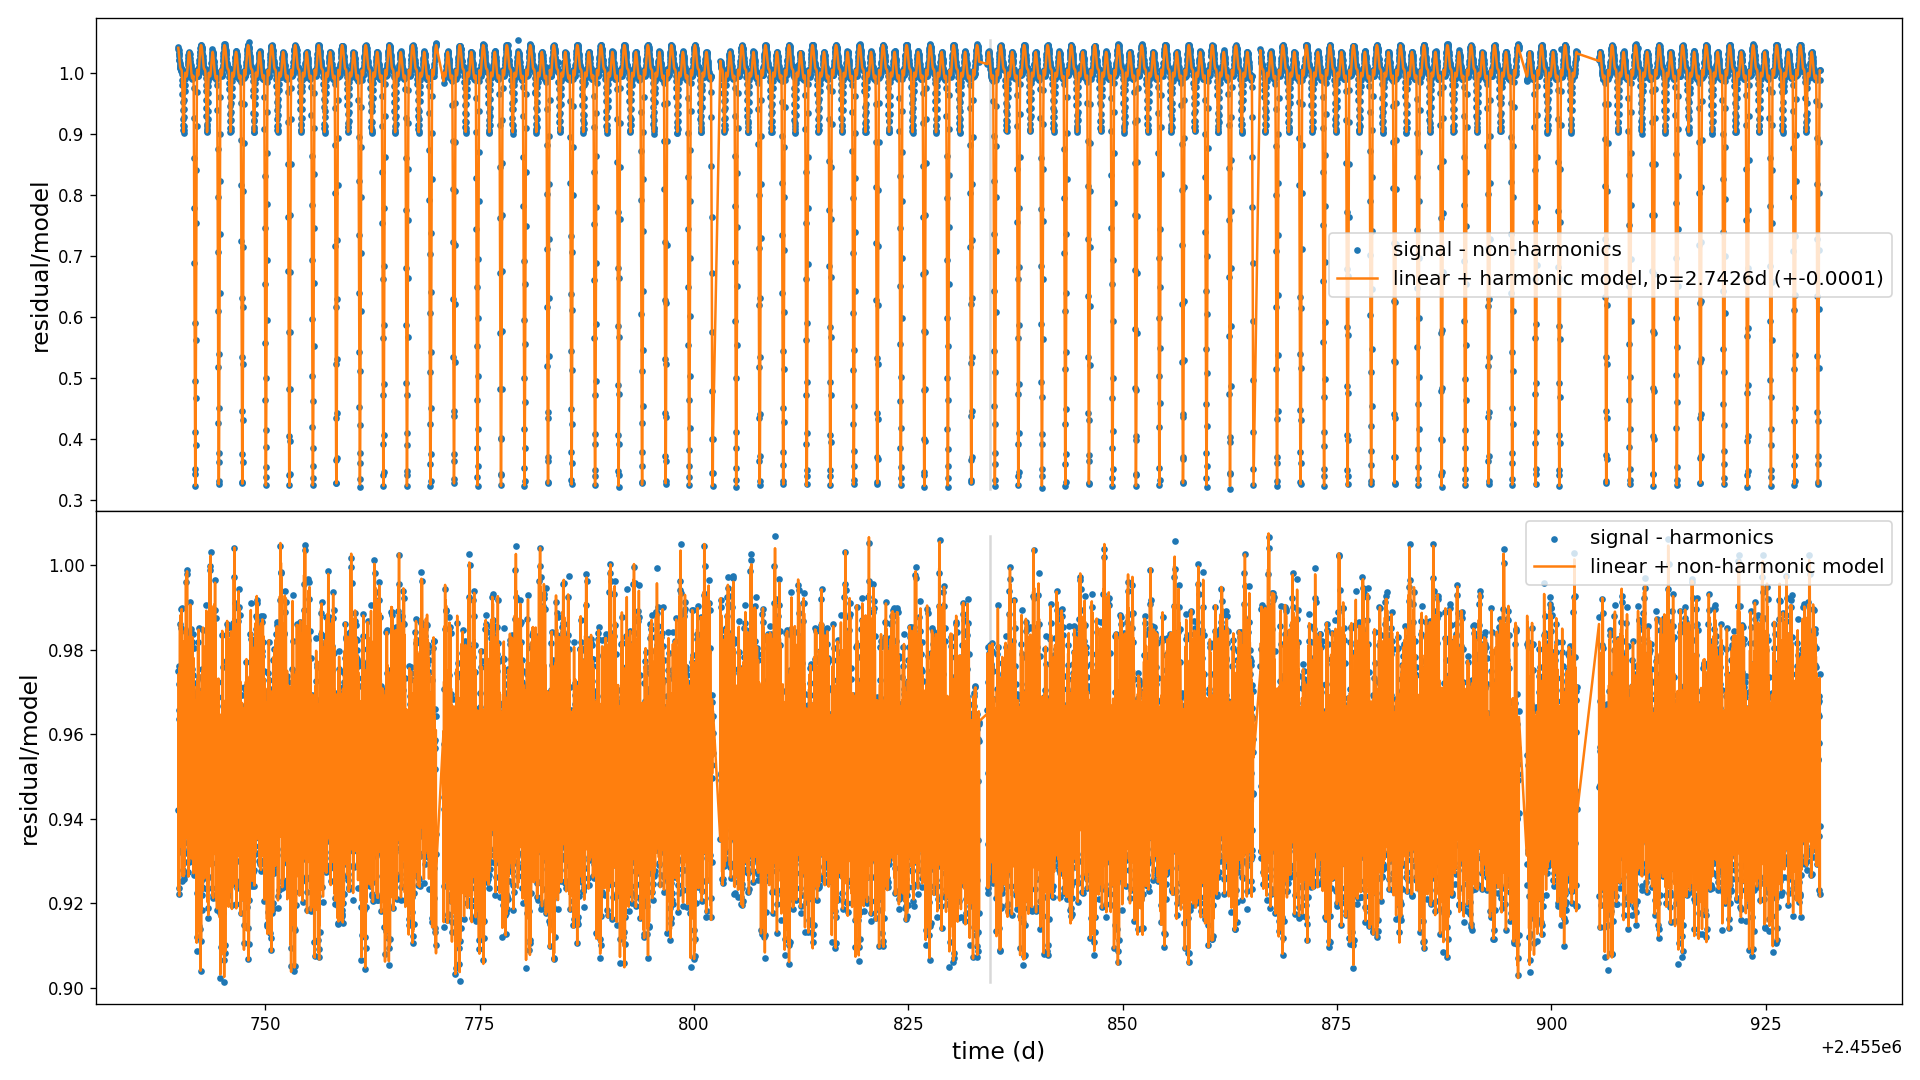 1.0
0.9
0.8
0.7
0.6
0.5
0.4
0.3
residual/model
signal - non-harmonics
linear + harmonic model, p=2.7426d (+-0.0001)
1.00
0.98
0.96
0.94
0.92
0.90
residual/model
signal - harmonics
linear + non-harmonic model
750
775
800
825
850
875
900
925
time (d)
+2.455e6